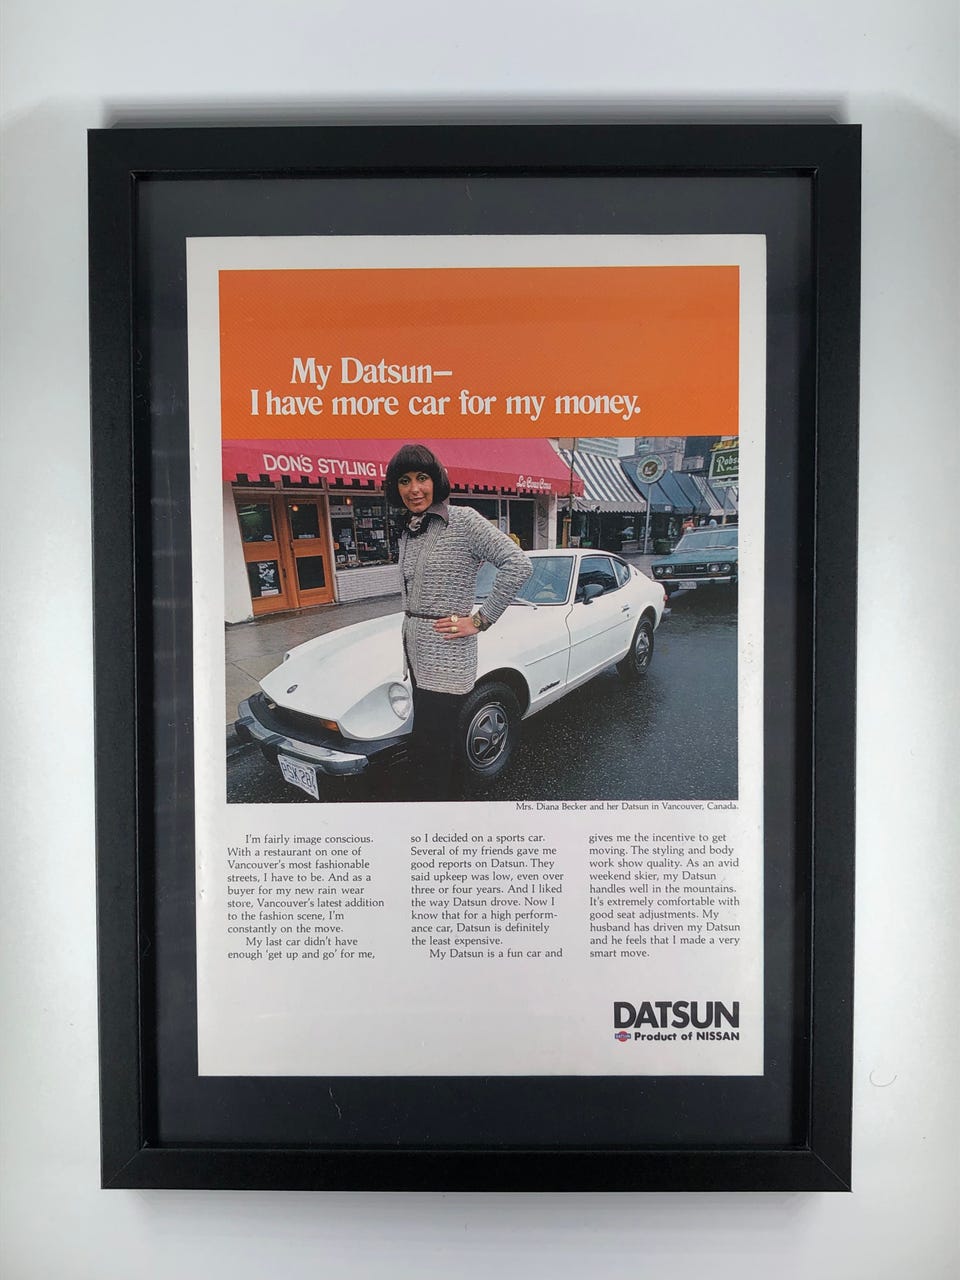 My Datsun—
I have more car for my money.
DON'S STYLING L
Le Beau Beau
Robs
Datsun
Mrs. Diana Becker and her Datsun in Vancouver, Canada.
I'm fairly image conscious.
With a restaurant on one of
Vancouver's most fashionable
streets, I have to be. And as a
buyer for my new rain wear
store, Vancouver's latest addition
to the fashion scene, I'm
constantly on the move.
My last car didn't have
enough 'get up and go' for me,
so I decided on a sports car.
Several of my friends gave me
good reports on Datsun. They
said upkeep was low, even over
three or four years. And I liked
the way Datsun drove. Now I
know that for a high perform-
ance car, Datsun is definitely
the least expensive.
My Datsun is a fun car and
gives me the incentive to get
moving. The styling and body
work show quality. As an avid
weekend skier, my Datsun
handles well in the mountains.
It's extremely comfortable with
good seat adjustments. My
husband has driven my Datsun
and he feels that I made a very
smart move.
DATSUN
Product of NISSAN